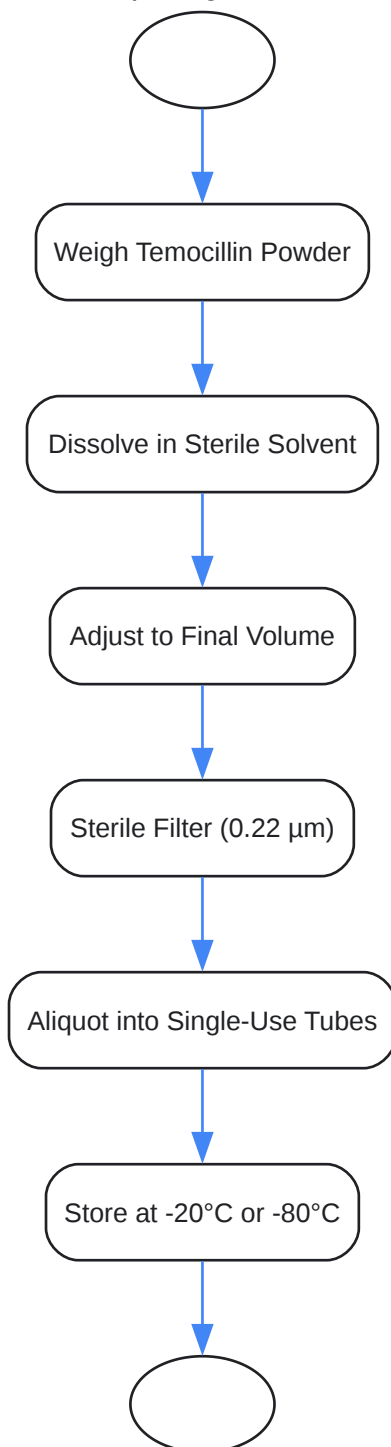 Weigh Temocillin Powder
Dissolve in Sterile Solvent
Adjust to Final Volume
Sterile Filter (0.22 µm)
Aliquot into Single-Use Tubes
Store at -20°C or -80°C